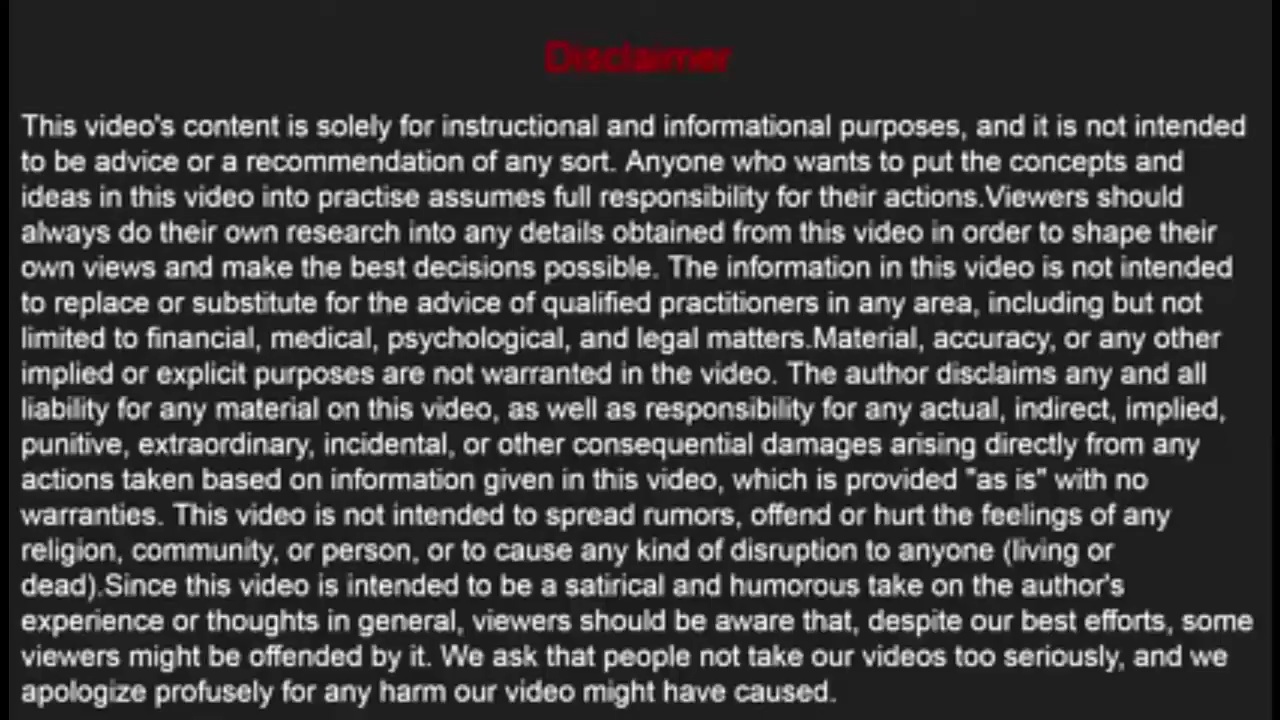 Disclaimer
This video's content is solely for instructional and informational purposes, and it is not intended
to be advice or a recommendation of any sort. Anyone who wants to put the concepts and
ideas in this video into practise assumes full responsibility for their actions.Viewers should
always do their own research into any details obtained from this video in order to shape their
own views and make the best decisions possible. The information in this video is not intended
to replace or substitute for the advice of qualified practitioners in any area, including but not
limited to financial, medical, psychological, and legal matters.Material, accuracy, or any other
implied or explicit purposes are not warranted in the video. The author disclaims any and all
liability for any material on this video, as well as responsibility for any actual, indirect, implied,
punitive, extraordinary, incidental, or other consequential damages arising directly from any
actions taken based on information given in this video, which is provided "as is" with no
warranties. This video is not intended to spread rumors, offend or hurt the feelings of any
religion, community, or person, or to cause any kind of disruption to anyone (living or
dead).Since this video is intended to be a satirical and humorous take on the author's
experience or thoughts in general, viewers should be aware that, despite our best efforts, some
viewers might be offended by it. We ask that people not take our videos too seriously, and we
apologize profusely for any harm our video might have caused.